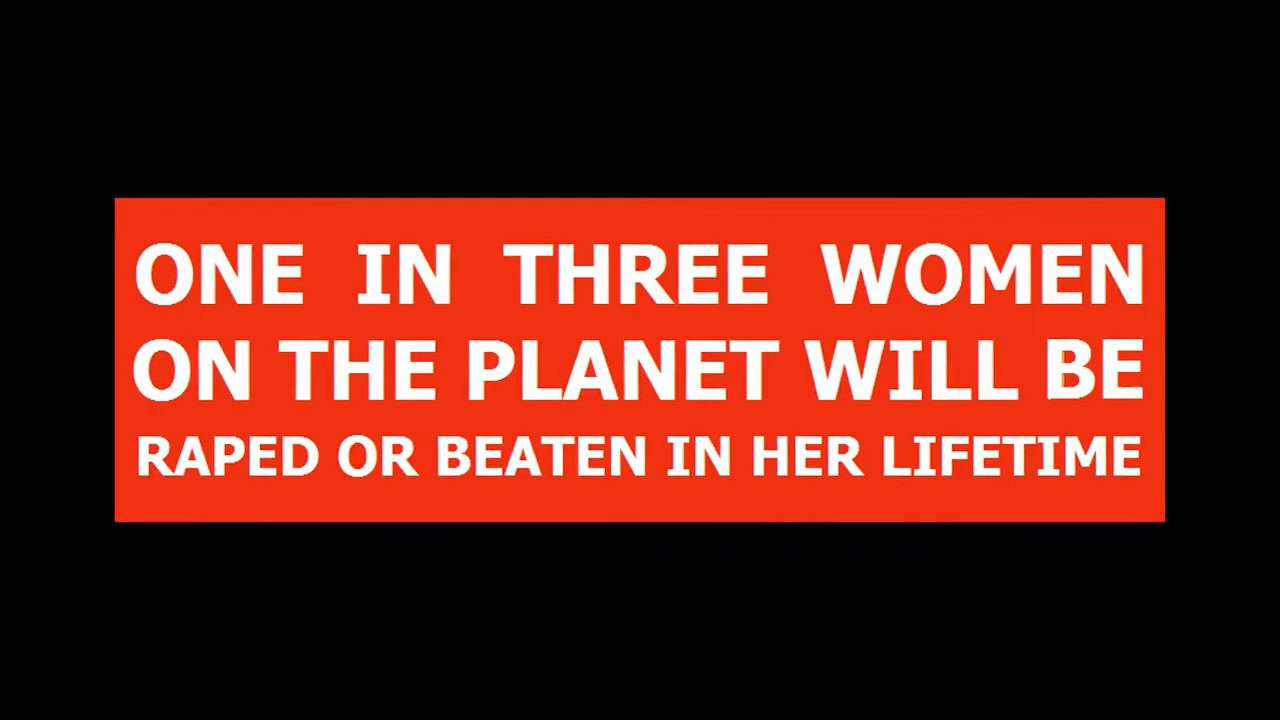 ONE IN THREE WOMEN
ON THE PLANET WILL BE
RAPED OR BEATEN IN HER LIFETIME